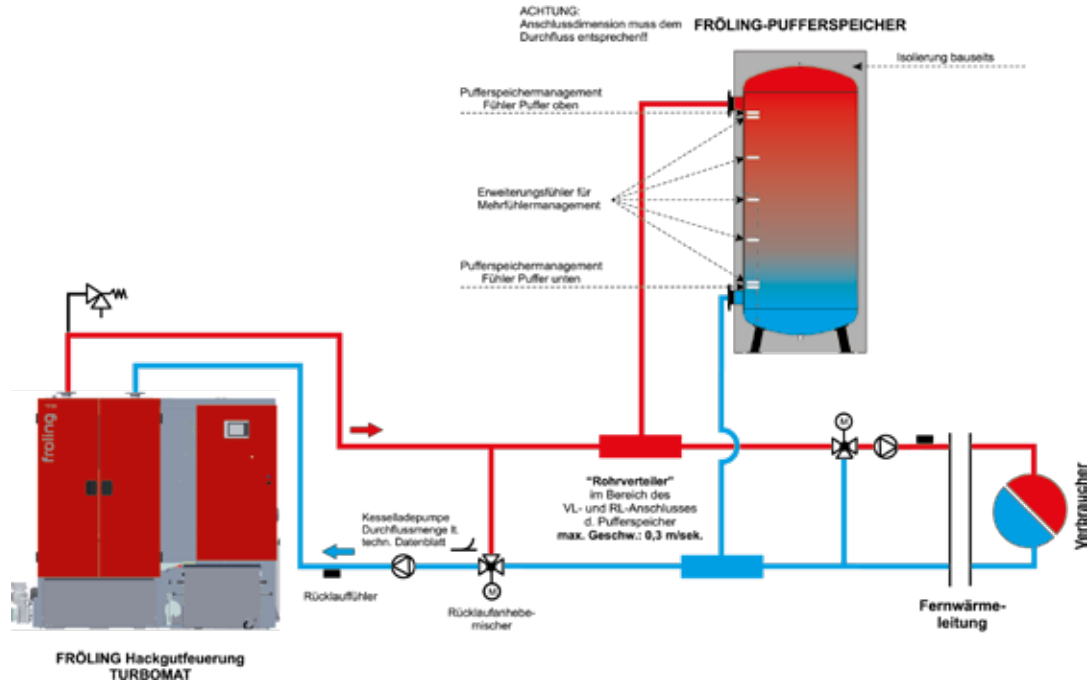 ACHTUNG:
Anschlussdimension muss dem
Durchfluss entsprechen!!
FRÖLING-PUFFERSPEICHER
Isolierung bauseits
Pufferspeichermanagement
Fühler Puffer oben
Erweiterungsfühler für
Mehrfühlermanagement
Pufferspeichermanagement
Fühler Puffer unten
froling
M
"Rohrverteiler"
im Bereich des
VL- und RL-Anschlusses
d. Pufferspeicher
max. Geschw.: 0,3 m/sek.
Kesselladepumpe
Durchflussmenge lt.
techn. Datenblatt
Verbraucher
Rücklauffühler
M
Rücklaufanhebe-
mischer
Fernwärme-
leitung
FRÖLING Hackgutfeuerung
TURBOMAT